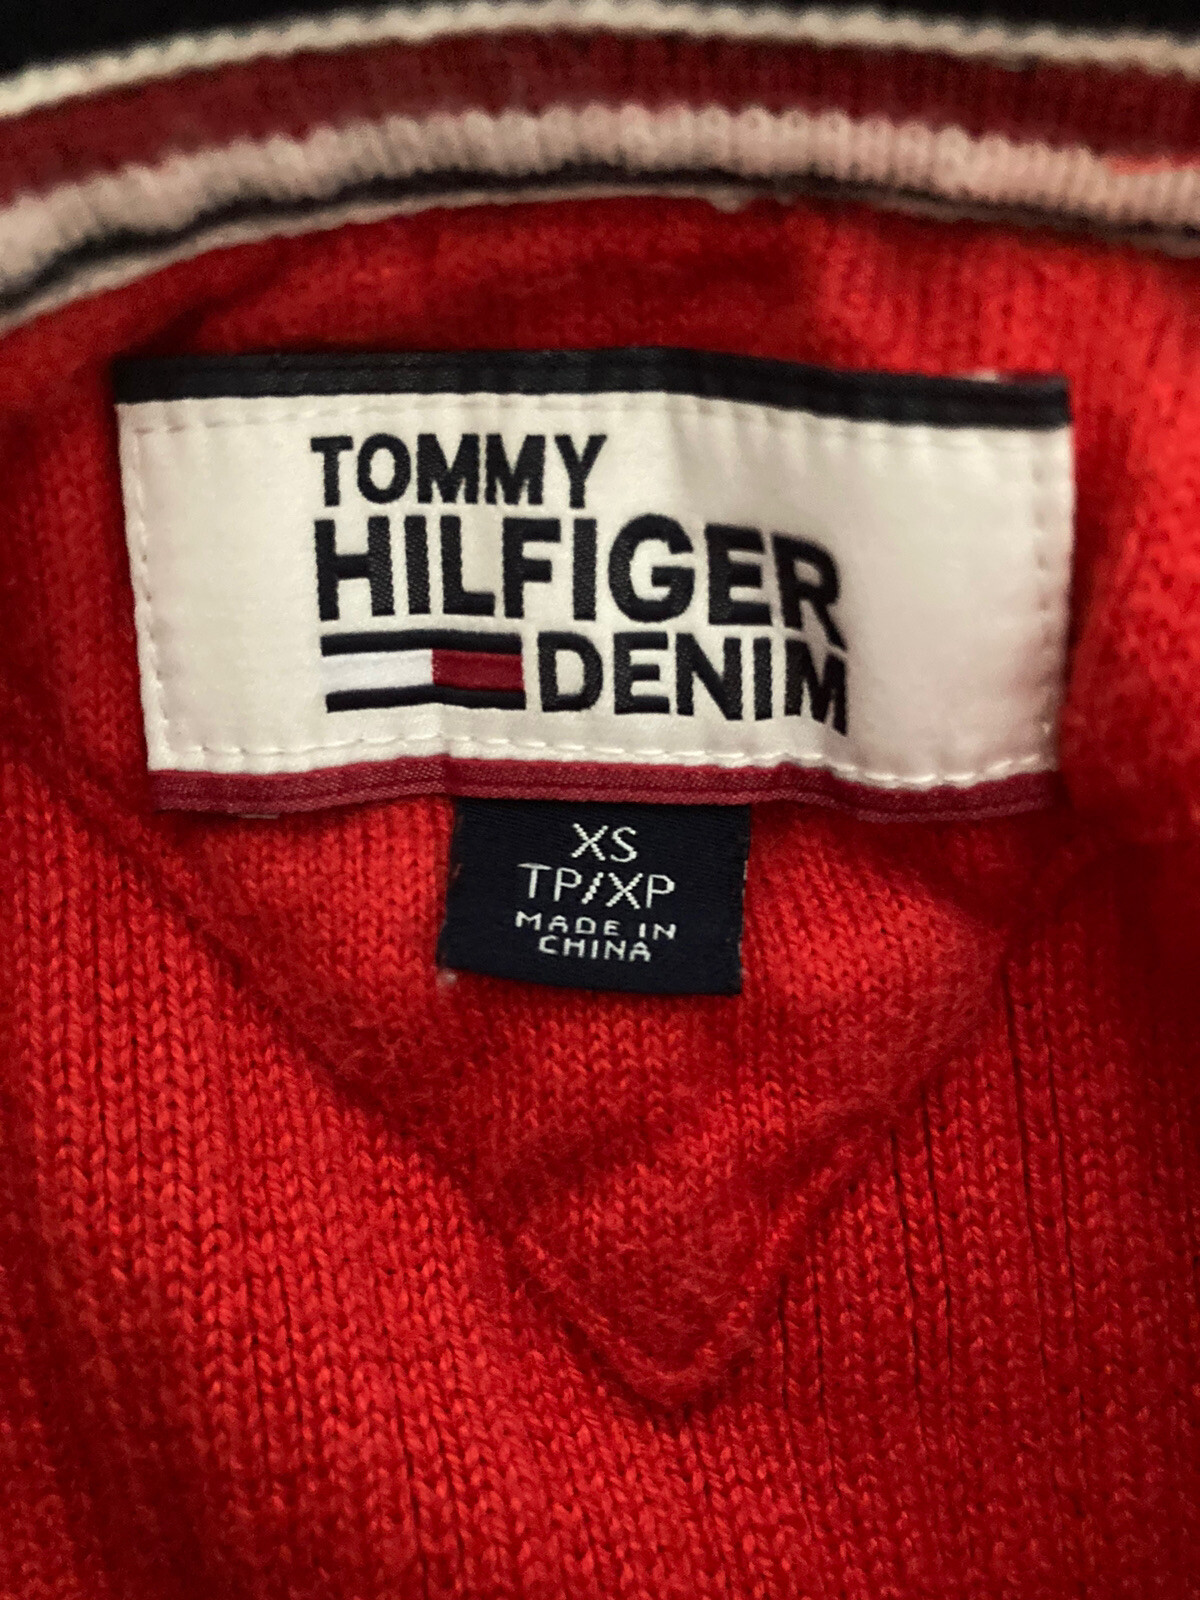 TOMMY
HILFIGER
DENIM
XS
TP/XP
MADE IN
CHINA